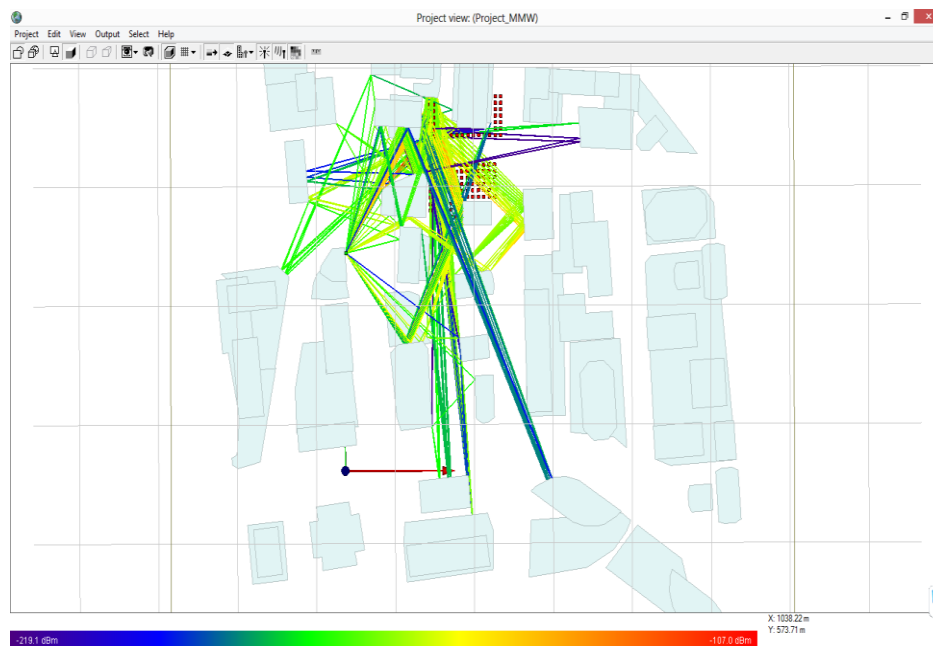 Project view: (Project_MMW)
Project Edit View Output Select Help
-219.1 dBm
-107.0 dBm
X: 1038.22 m
Y: 573.71 m